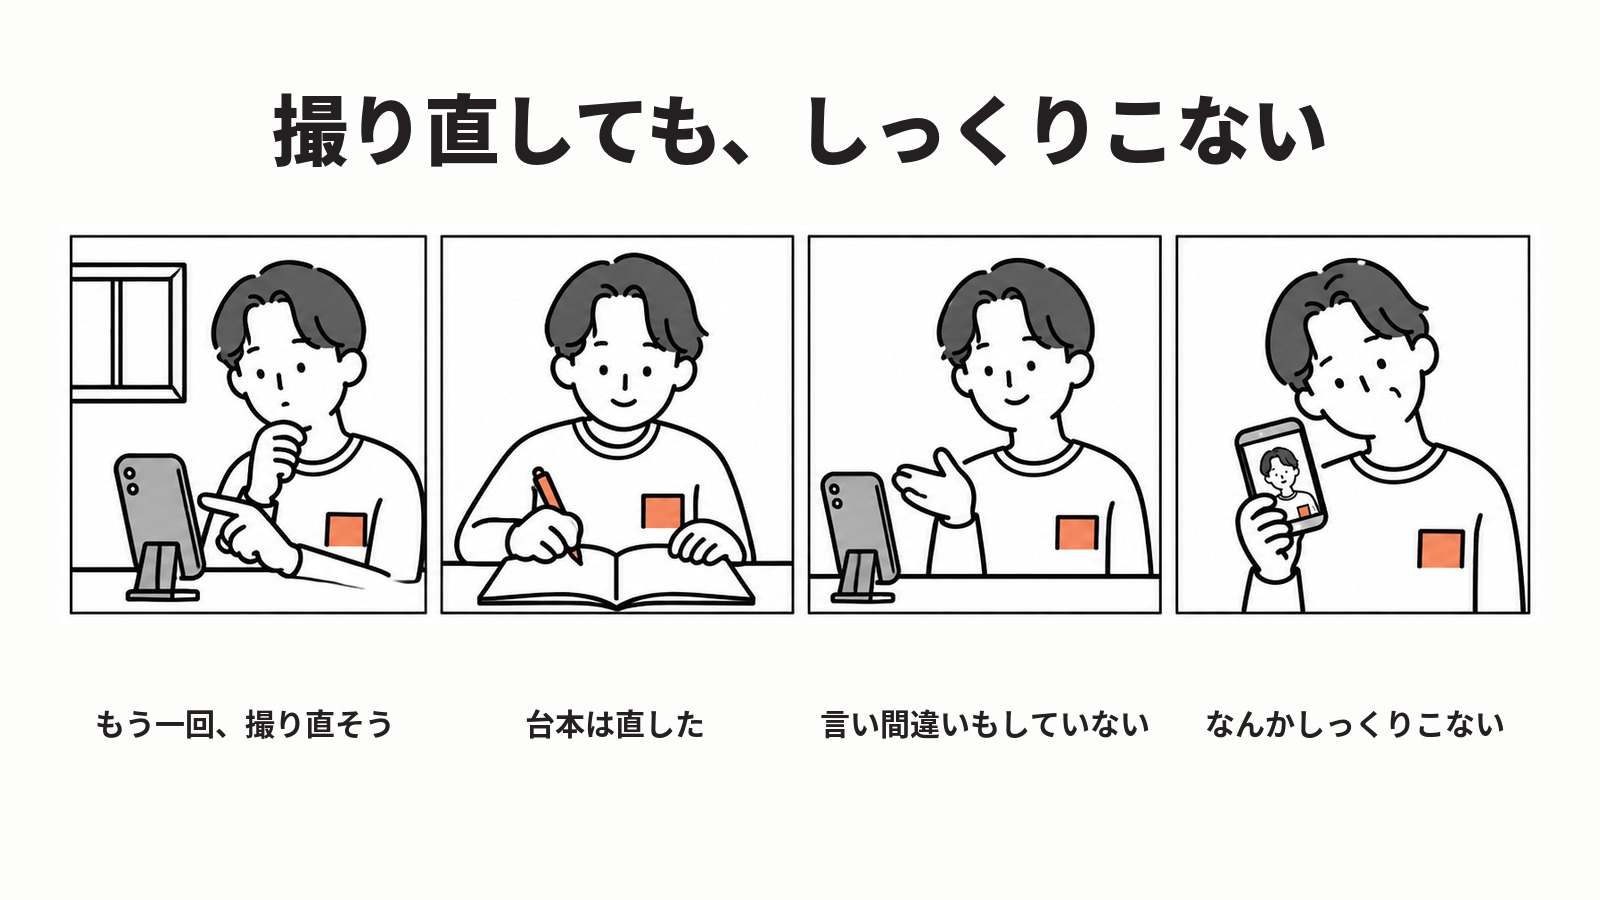 撮り直しても、しっくりこない
もう一回、撮り直そう
台本は直した
言い間違いもしていない
なんかしっくりこない